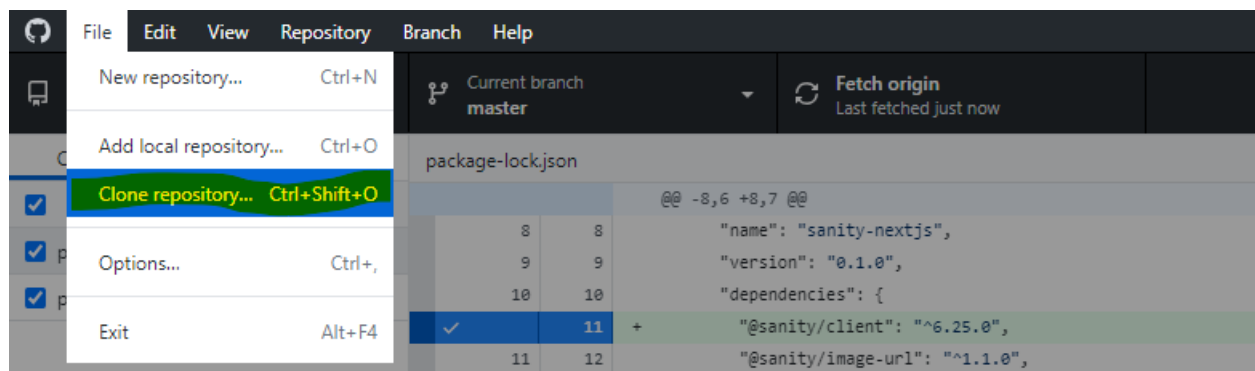 File Edit View Repository Branch Help
New repository... Ctrl+N
Current branch
master
Fetch origin
Last fetched just now
Add local repository... Ctrl+O
Clone repository... Ctrl+Shift+O
Options... Ctrl+,
Exit Alt+F4
package-lock.json
@@ -8,6 +8,7 @@
8 8 "name": "sanity-nextjs",
9 9 "version": "0.1.0",
10 10 "dependencies": {
11 + "@sanity/client": "^6.25.0",
11 12 "@sanity/image-url": "^1.1.0",